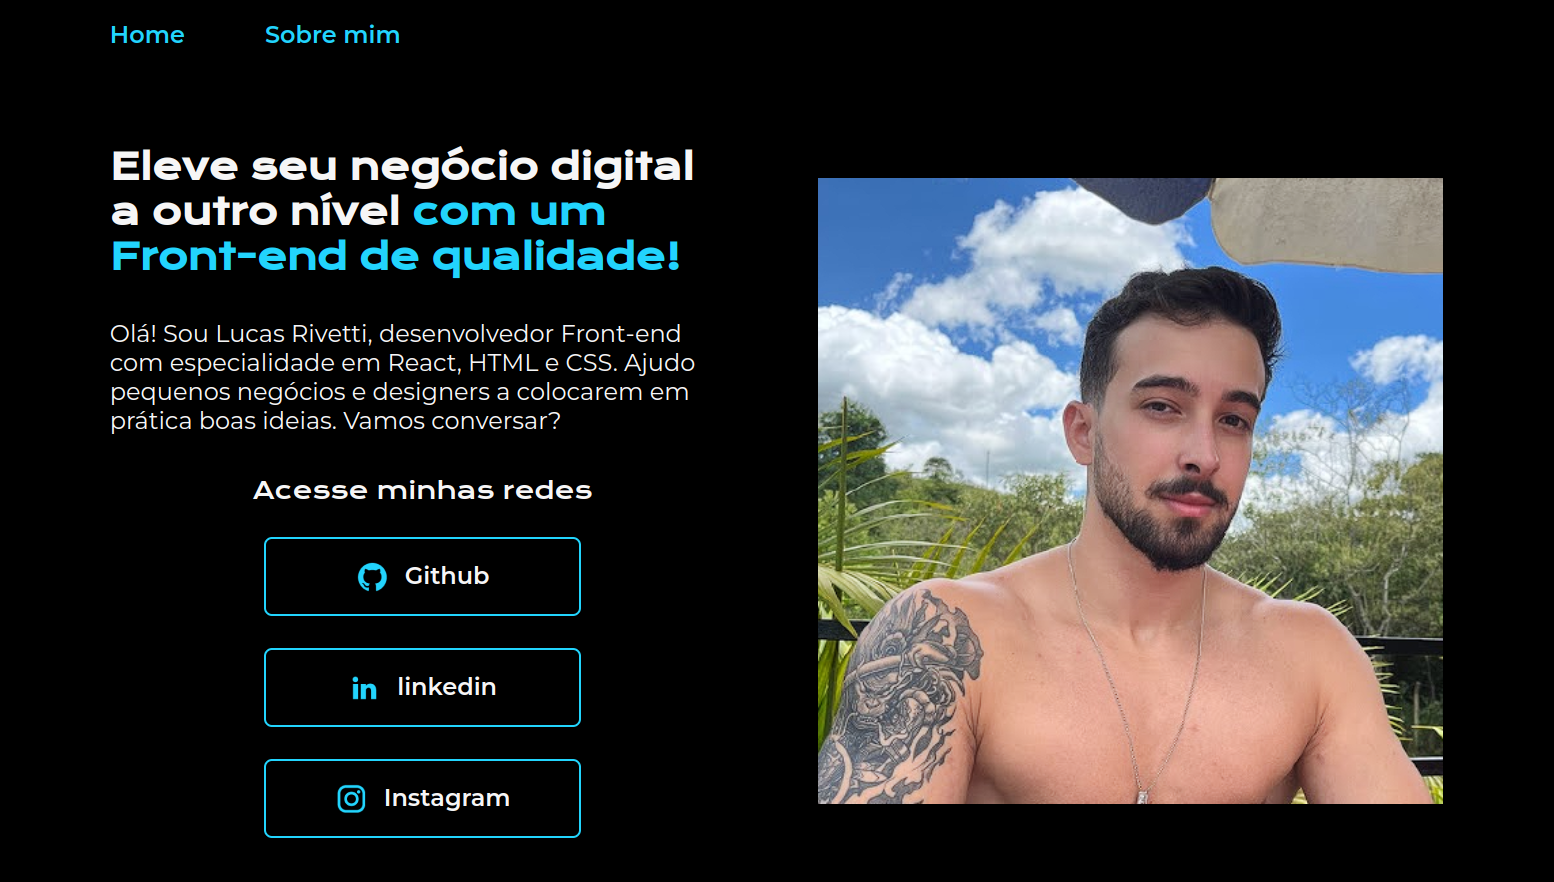 Home
Sobre mim
Eleve seu negócio digital
a outro nível com um
Front-end de qualidade!
Olá! Sou Lucas Rivetti, desenvolvedor Front-end
com especialidade em React, HTML e CSS. Ajudo
pequenos negócios e designers a colocarem em
prática boas ideias. Vamos conversar?
Acesse minhas redes
Github
linkedin
Instagram